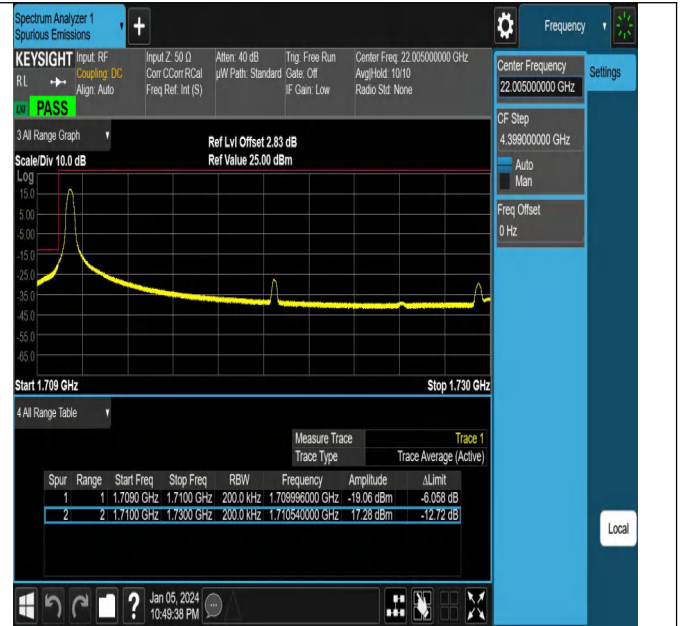 Spectrum Analyzer 1
Spurious Emissions
+
Frequency
KEYSIGHT Input: RF
RL Coupling: DC
Align: Auto
Input Z: 50 Ω
Corr CCorr RCal
Freq Ref: Int (S)
Atten: 40 dB
µW Path: Standard
Trig: Free Run
Gate: Off
IF Gain: Low
Center Freq: 22.005000000 GHz
Avg|Hold: 10/10
Radio Std: None
LXI PASS
3 All Range Graph
Ref Lvl Offset 2.83 dB
Scale/Div 10.0 dB
Ref Value 25.00 dBm
Log
15.0
5.00
-5.00
-15.0
-25.0
-35.0
-45.0
-55.0
-65.0
Start 1.709 GHz
Stop 1.730 GHz
4 All Range Table
Measure Trace Trace 1
Trace Type Trace Average (Active)
Spur Range Start Freq Stop Freq RBW Frequency Amplitude ΔLimit
1 1 1.7090 GHz 1.7100 GHz 200.0 kHz 1.709996000 GHz -19.06 dBm -6.058 dB
2 2 1.7100 GHz 1.7300 GHz 200.0 kHz 1.710540000 GHz 17.28 dBm -12.72 dB
?
Jan 05, 2024
10:49:38 PM
Center Frequency
22.005000000 GHz
Settings
CF Step
4.399000000 GHz
Auto
Man
Freq Offset
0 Hz
Local